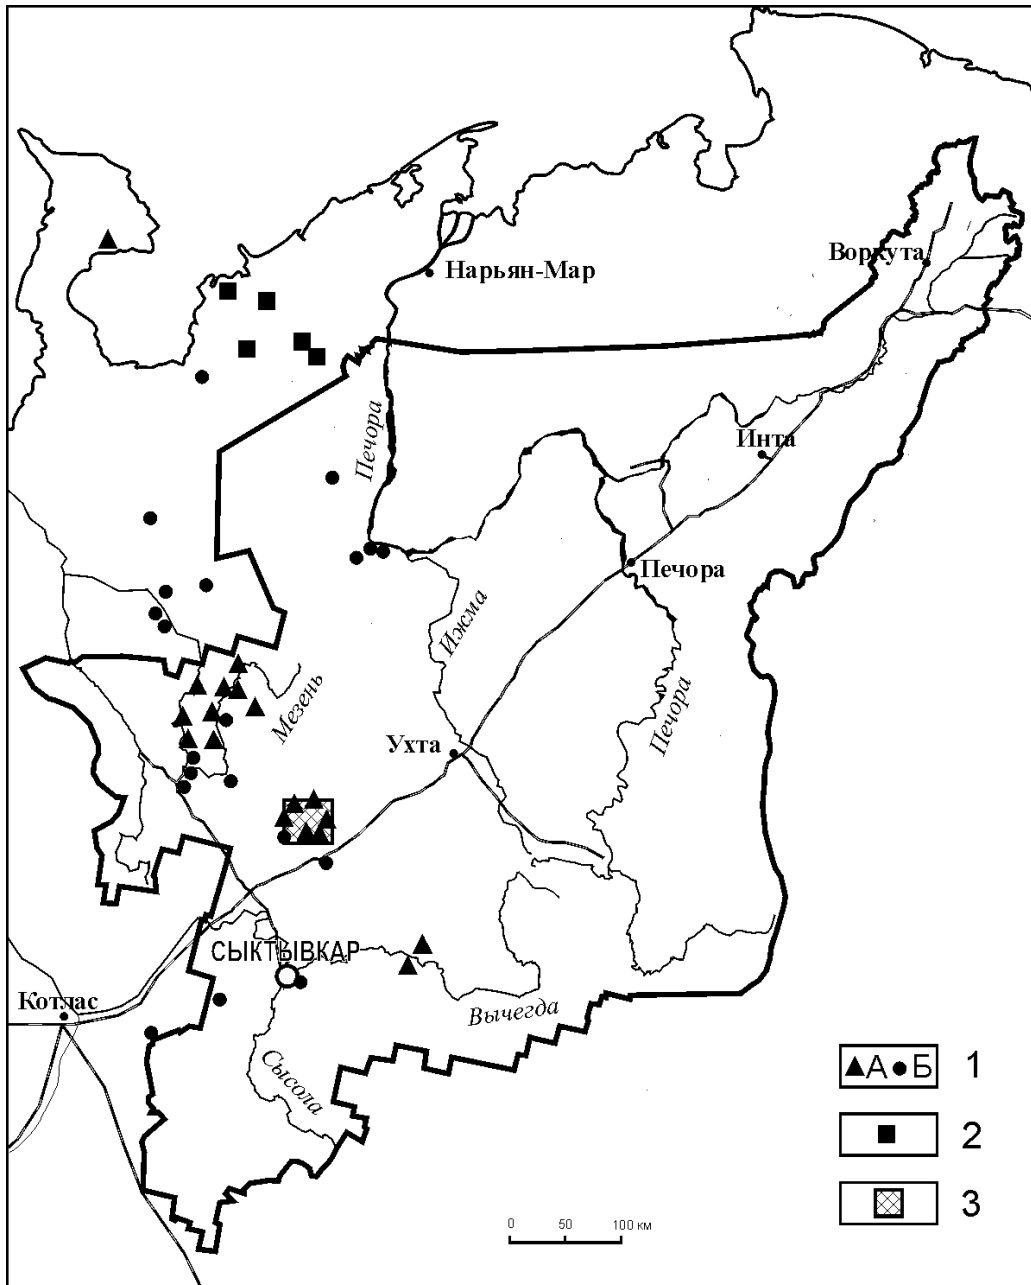 Нарьян-Мар
Воркута
Печора
Инта
Печора
Ижма
Мезень
Печора
Ухта
СЫКТЫВКАР
Котлас
Вычегда
Сысола
А Б 1
2
3
0 50 100 км